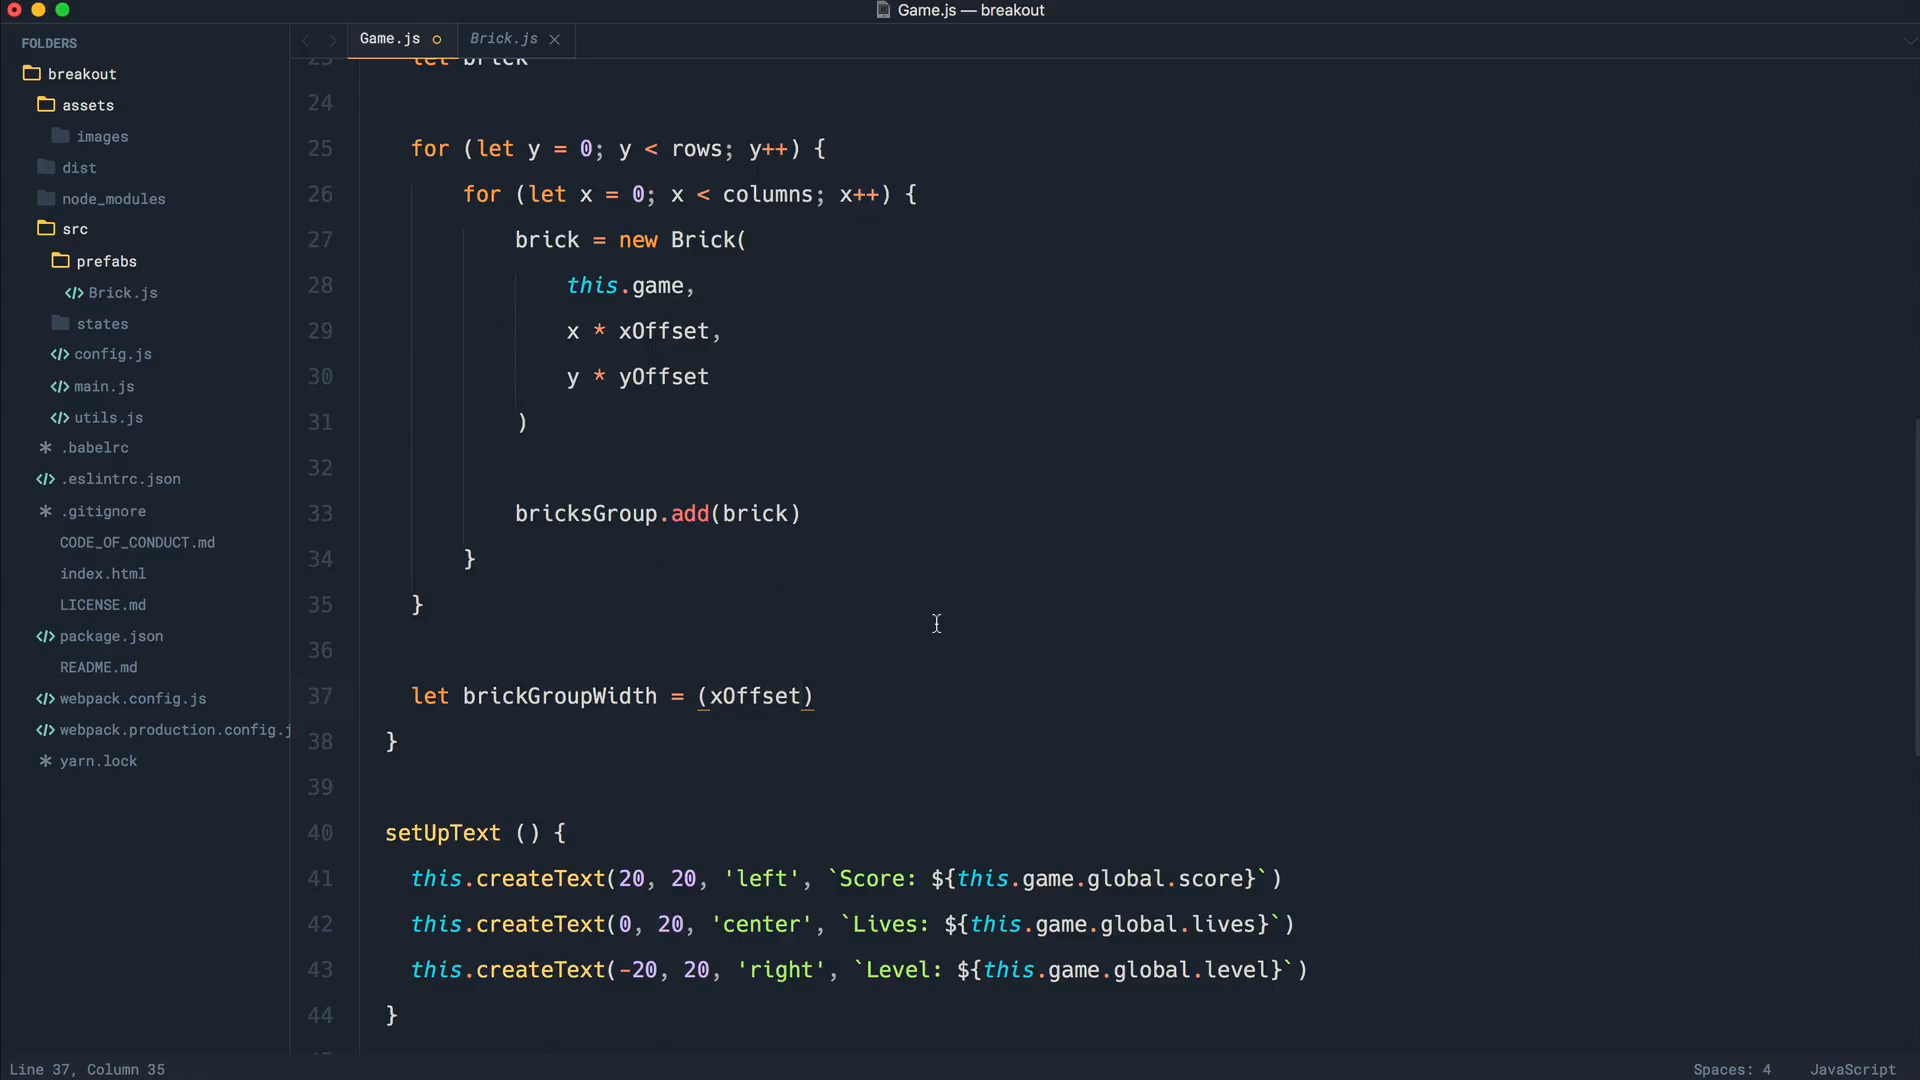 Game.js — breakout
FOLDERS
breakout
assets
images
dist
node_modules
src
prefabs
Brick.js
states
config.js
main.js
utils.js
.babelrc
.eslintrc.json
.gitignore
CODE_OF_CONDUCT.md
index.html
LICENSE.md
package.json
README.md
webpack.config.js
webpack.production.config.j
yarn.lock
Game.js
Brick.js
23 let brick
24
25 for (let y = 0; y < rows; y++) {
26 for (let x = 0; x < columns; x++) {
27 brick = new Brick(
28 this.game,
29 x * xOffset,
30 y * yOffset
31 )
32
33 bricksGroup.add(brick)
34 }
35 }
36
37 let brickGroupWidth = (xOffset)
38 }
39
40 setUpText () {
41 this.createText(20, 20, 'left', `Score: ${this.game.global.score}`)
42 this.createText(0, 20, 'center', `Lives: ${this.game.global.lives}`)
43 this.createText(-20, 20, 'right', `Level: ${this.game.global.level}`)
44 }
Line 37, Column 35
Spaces: 4
JavaScript